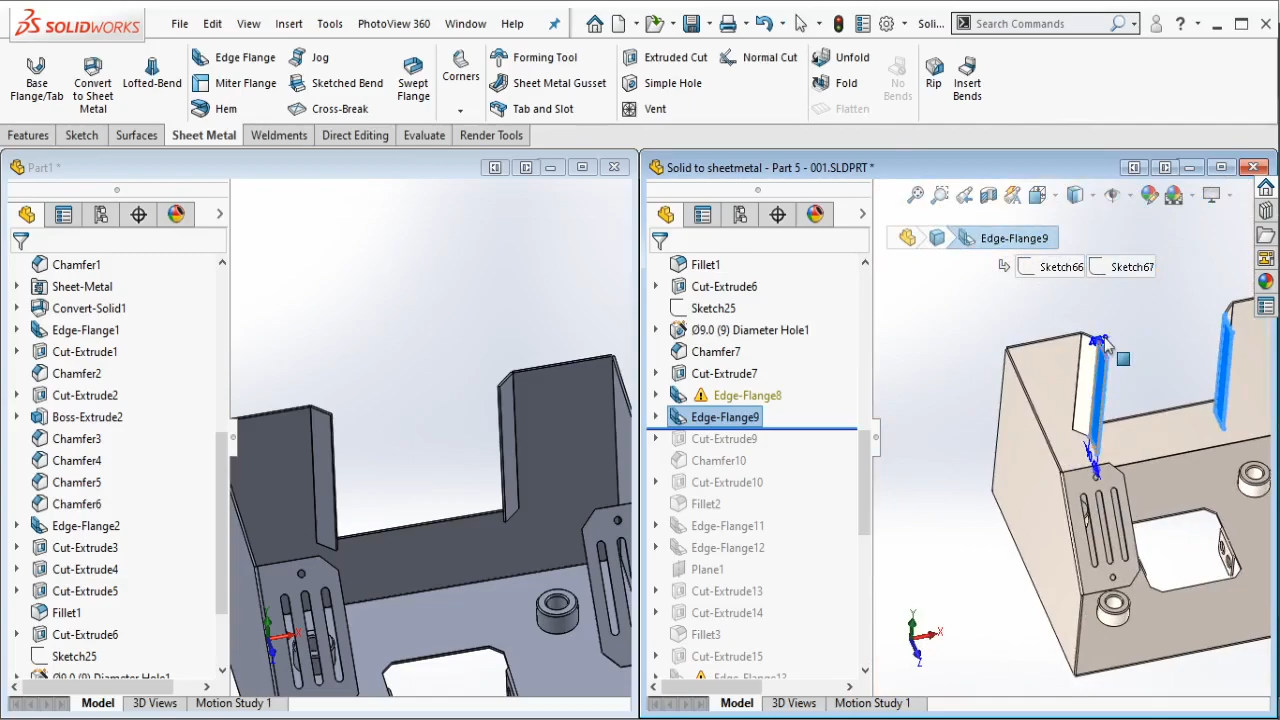 SOLIDWORKS File Edit View Insert Tools PhotoView 360 Window Help Soli... Search Commands
Base Flange/Tab Convert to Sheet Metal Lofted-Bend Edge Flange Miter Flange Hem Jog Sketched Bend Cross-Break Swept Flange Corners Forming Tool Sheet Metal Gusset Tab and Slot Extruded Cut Simple Hole Vent Normal Cut Unfold Fold Flatten No Bends Rip Insert Bends
Features Sketch Surfaces Sheet Metal Weldments Direct Editing Evaluate Render Tools
Part1 *
Chamfer1
Sheet-Metal
Convert-Solid1
Edge-Flange1
Cut-Extrude1
Chamfer2
Cut-Extrude2
Boss-Extrude2
Chamfer3
Chamfer4
Chamfer5
Chamfer6
Edge-Flange2
Cut-Extrude3
Cut-Extrude4
Cut-Extrude5
Fillet1
Cut-Extrude6
Sketch25
Ø9.0 (9) Diameter Hole1
Model 3D Views Motion Study 1
Solid to sheetmetal - Part 5 - 001.SLDPRT *
Edge-Flange9
Sketch66 Sketch67
Fillet1
Cut-Extrude6
Sketch25
Ø9.0 (9) Diameter Hole1
Chamfer7
Cut-Extrude7
Edge-Flange8
Edge-Flange9
Cut-Extrude9
Chamfer10
Cut-Extrude10
Fillet2
Edge-Flange11
Edge-Flange12
Plane1
Cut-Extrude13
Cut-Extrude14
Fillet3
Cut-Extrude15
Edge-Flange13
Y X Z
Y X Z
Model 3D Views Motion Study 1